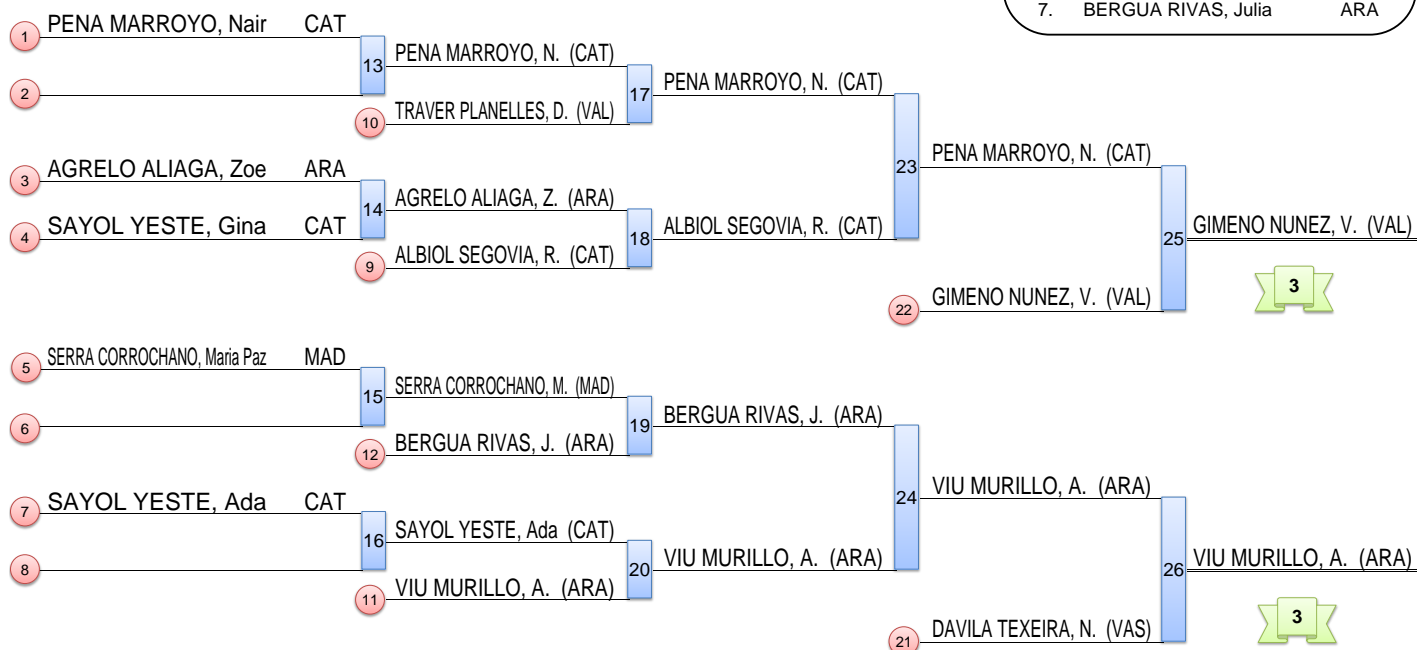 7. BERGUA RIVAS, Julia ARA
1 PENA MARROYO, Nair CAT
13 PENA MARROYO, N. (CAT)
2
17 PENA MARROYO, N. (CAT)
10 TRAVER PLANELLES, D. (VAL)
23 PENA MARROYO, N. (CAT)
3 AGRELO ALIAGA, Zoe ARA
14 AGRELO ALIAGA, Z. (ARA)
4 SAYOL YESTE, Gina CAT
18 ALBIOL SEGOVIA, R. (CAT)
9 ALBIOL SEGOVIA, R. (CAT)
25 GIMENO NUNEZ, V. (VAL)
22 GIMENO NUNEZ, V. (VAL)
3
5 SERRA CORROCHANO, Maria Paz MAD
15 SERRA CORROCHANO, M. (MAD)
6
19 BERGUA RIVAS, J. (ARA)
12 BERGUA RIVAS, J. (ARA)
24 VIU MURILLO, A. (ARA)
7 SAYOL YESTE, Ada CAT
16 SAYOL YESTE, Ada (CAT)
8
20 VIU MURILLO, A. (ARA)
11 VIU MURILLO, A. (ARA)
26 VIU MURILLO, A. (ARA)
21 DAVILA TEXEIRA, N. (VAS)
3